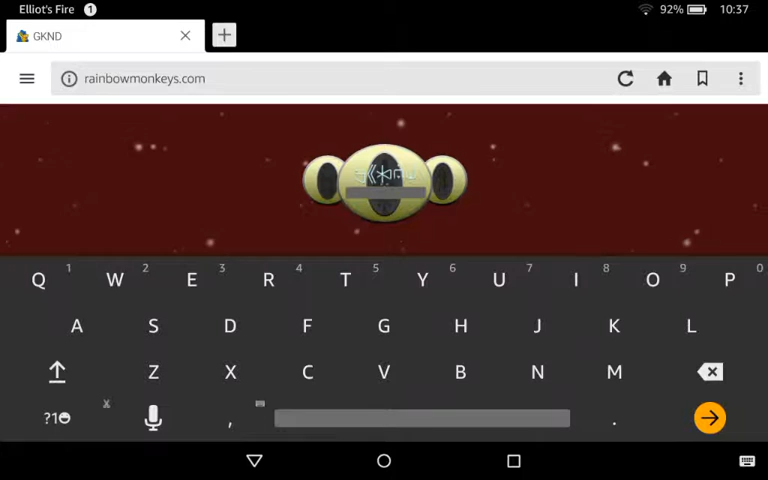 Elliot's Fire 1 92% 10:37
GKND
rainbowmonkeys.com
Q 1 W 2 E 3 R 4 T 5 Y 6 U 7 I 8 O 9 P 0
A S D F G H J K L
Z X C V B N M
?1 , .